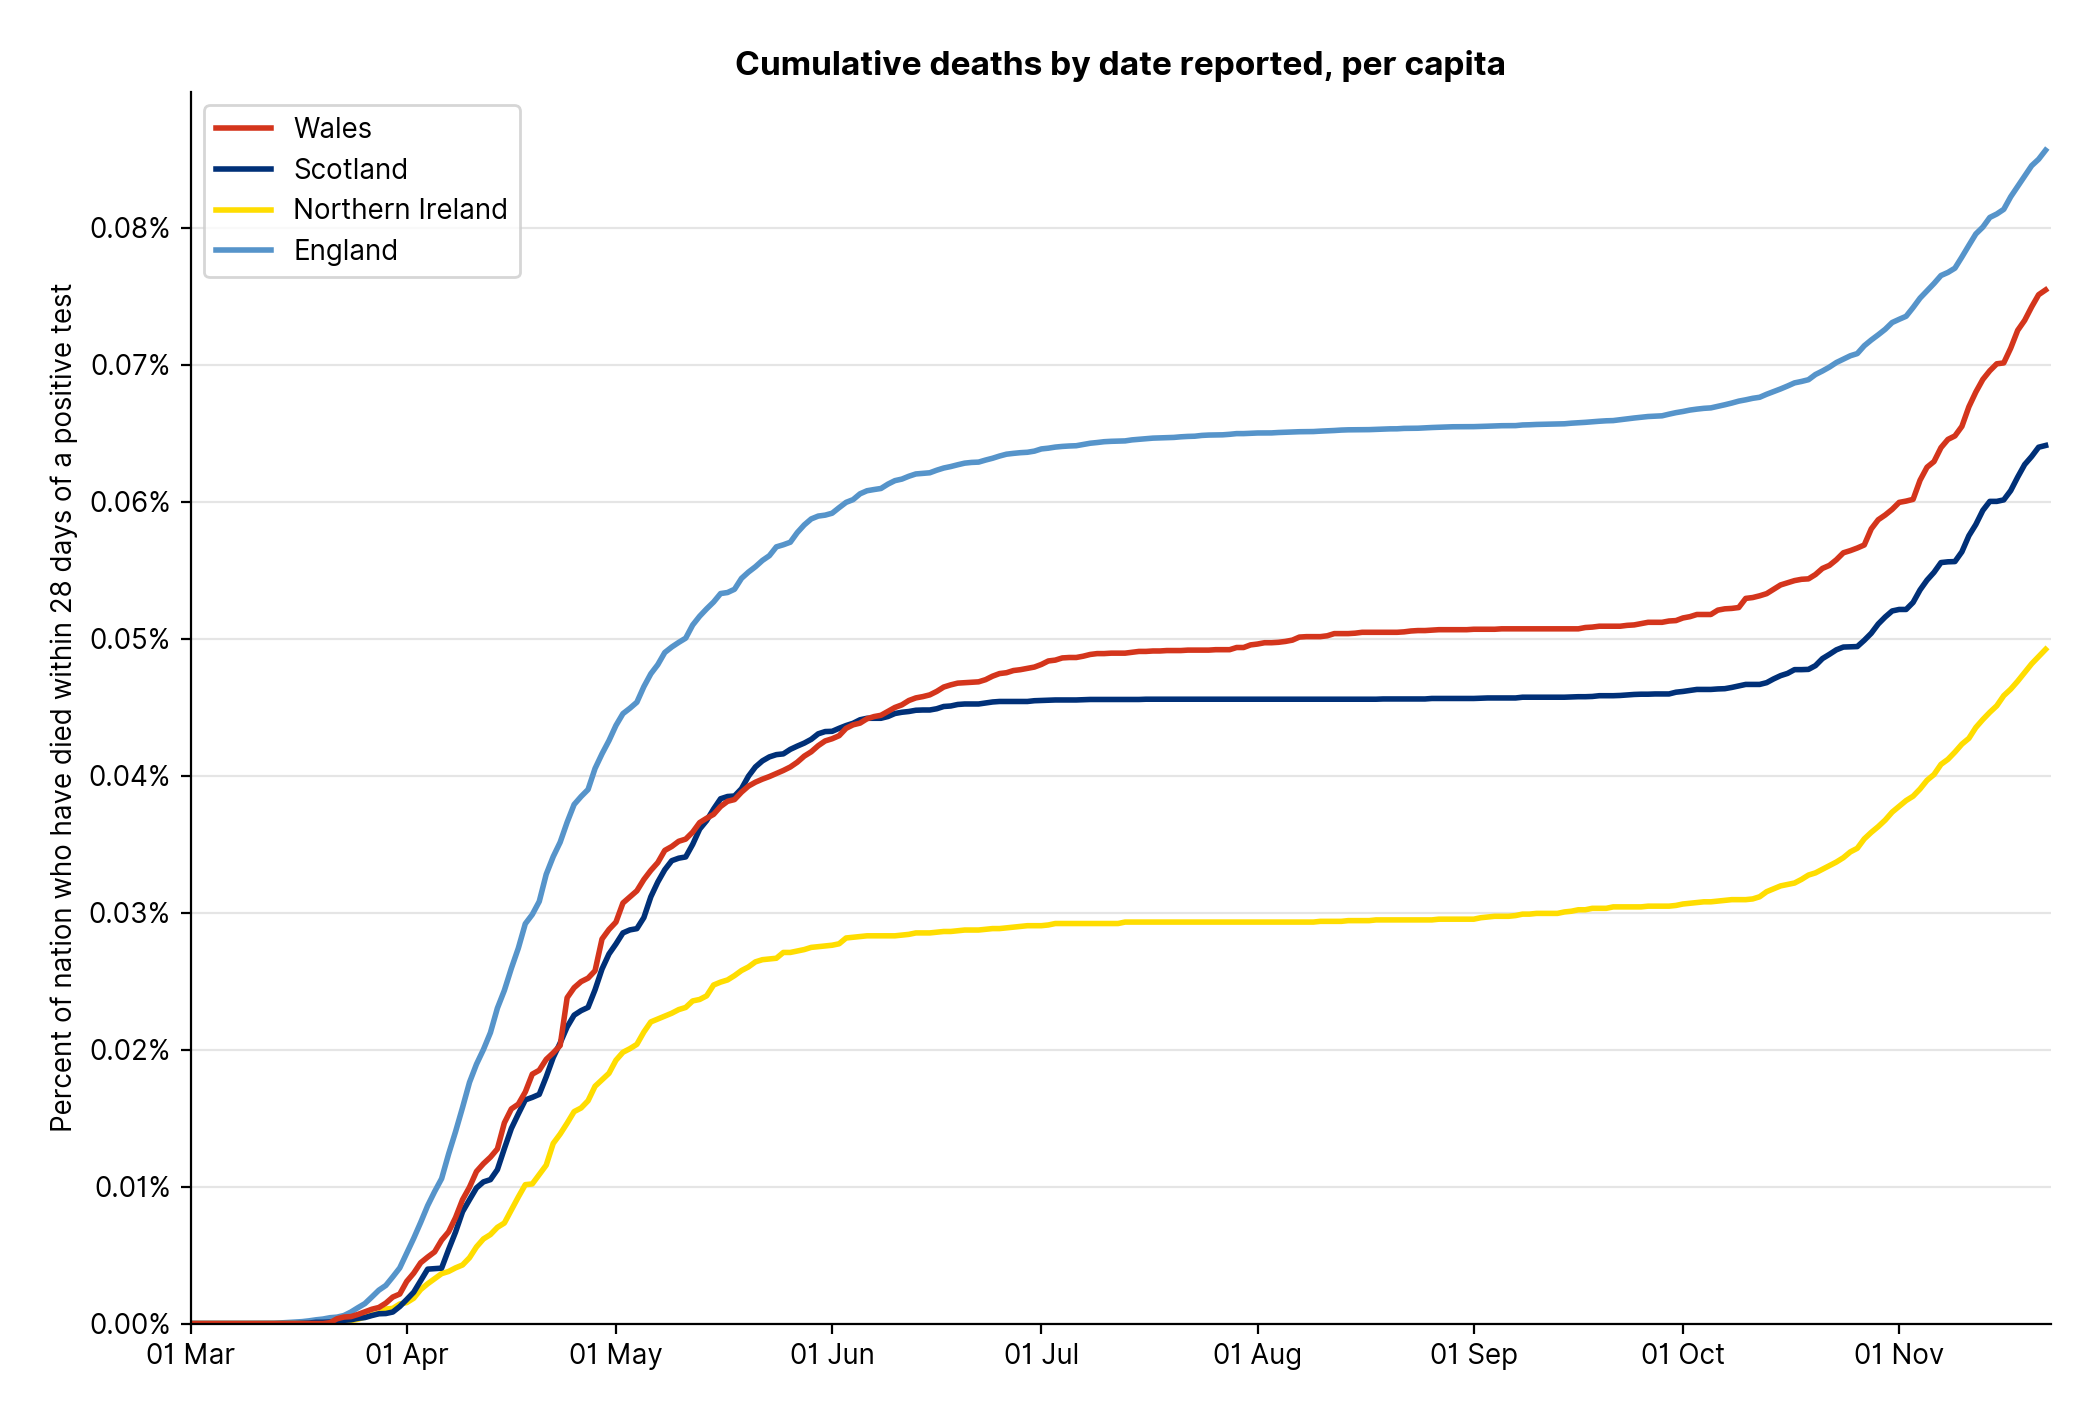 Cumulative deaths by date reported, per capita
Wales
Scotland
Northern Ireland
England
Percent of nation who have died within 28 days of a positive test
0.08%
0.07%
0.06%
0.05%
0.04%
0.03%
0.02%
0.01%
0.00%
01 Mar
01 Apr
01 May
01 Jun
01 Jul
01 Aug
01 Sep
01 Oct
01 Nov